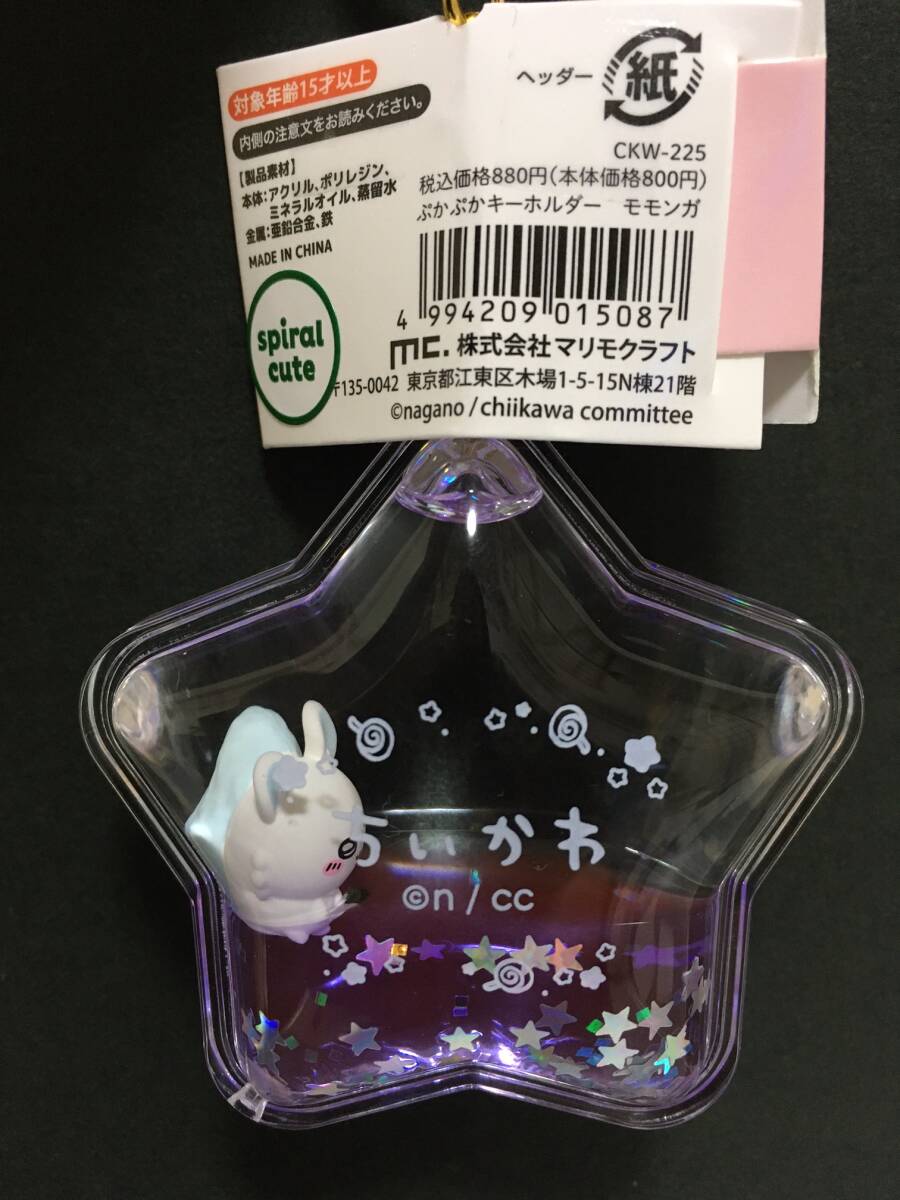 対象年齢15才以上
内側の注意文をお読みください。
【製品素材】
本体:アクリル、ポリレジン、
ミネラルオイル、蒸留水
金属:亜鉛合金、鉄
MADE IN CHINA
spiral
cute
ヘッダー 紙
CKW-225
税込価格880円(本体価格800円)
ぷかぷかキーホルダー モモンガ
4 994209 015087
mc. 株式会社マリモクラフト
〒135-0042 東京都江東区木場1-5-15N棟21階
©nagano / chiikawa committee
ちいかわ
©n / cc